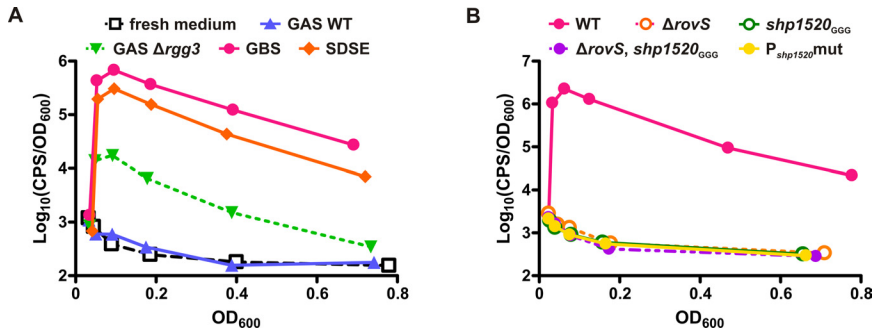 A
fresh medium GAS WT
GAS Δrgg3 GBS SDSE
Log10(CPS/OD600)
6
5
4
3
2
0 0.2 0.4 0.6 0.8
OD600
B
WT ΔrovS shp1520GGG
ΔrovS, shp1520GGG Pshp1520mut
Log10(CPS/OD600)
7
6
5
4
3
2
0 0.2 0.4 0.6 0.8
OD600